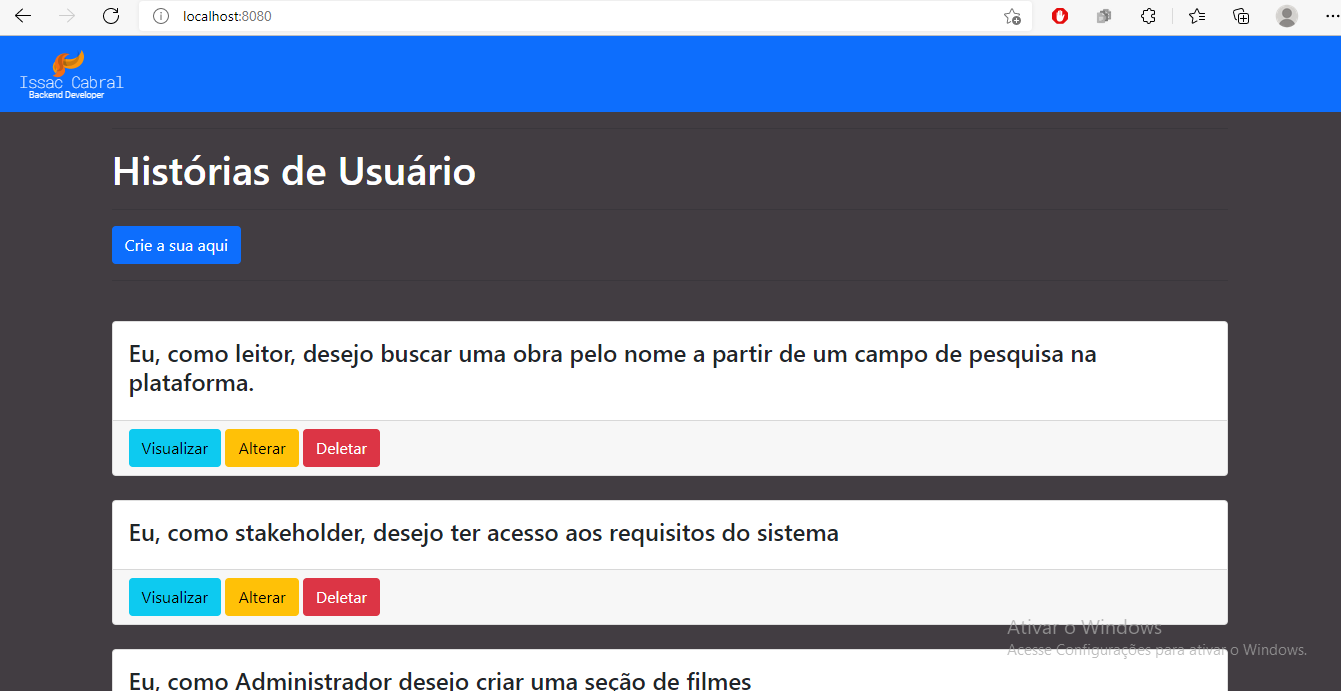 localhost:8080
Issac Cabral
Backend Developer
Histórias de Usuário
Crie a sua aqui
Eu, como leitor, desejo buscar uma obra pelo nome a partir de um campo de pesquisa na
plataforma.
Visualizar Alterar Deletar
Eu, como stakeholder, desejo ter acesso aos requisitos do sistema
Visualizar Alterar Deletar
Ativar o Windows
Acesse Configurações para ativar o Windows.
Eu, como Administrador desejo criar uma seção de filmes